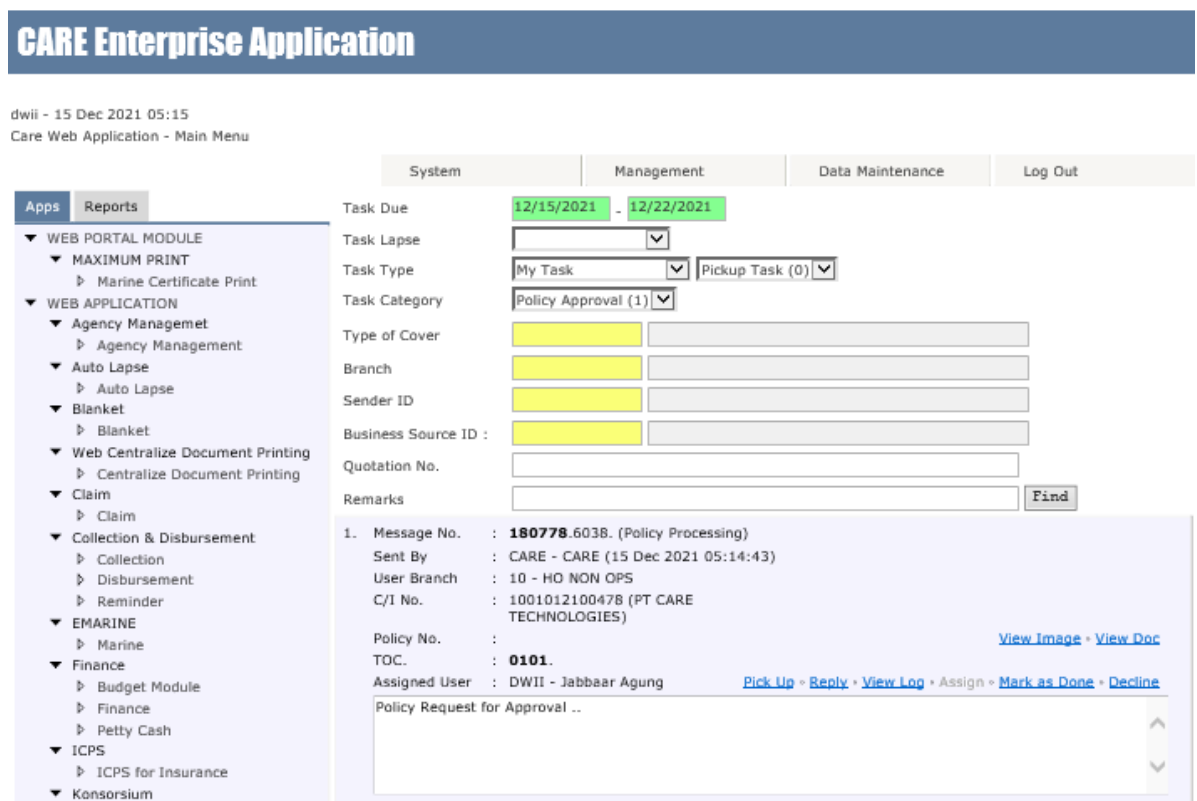 CARE Enterprise Application
dwii - 15 Dec 2021 05:15
Care Web Application - Main Menu
System Management Data Maintenance Log Out
Apps Reports
WEB PORTAL MODULE
MAXIMUM PRINT
Marine Certificate Print
WEB APPLICATION
Agency Managemet
Agency Management
Auto Lapse
Auto Lapse
Blanket
Blanket
Web Centralize Document Printing
Centralize Document Printing
Claim
Claim
Collection & Disbursement
Collection
Disbursement
Reminder
EMARINE
Marine
Finance
Budget Module
Finance
Petty Cash
ICPS
ICPS for Insurance
Konsorsium
Task Due 12/15/2021 - 12/22/2021
Task Lapse
Task Type My Task Pickup Task (0)
Task Category Policy Approval (1)
Type of Cover
Branch
Sender ID
Business Source ID :
Quotation No.
Remarks Find
1. Message No. : 180778.6038. (Policy Processing)
Sent By : CARE - CARE (15 Dec 2021 05:14:43)
User Branch : 10 - HO NON OPS
C/I No. : 1001012100478 (PT CARE
TECHNOLOGIES)
Policy No. : View Image • View Doc
TOC. : 0101.
Assigned User : DWII - Jabbaar Agung Pick Up • Reply • View Log • Assign • Mark as Done • Decline
Policy Request for Approval ..